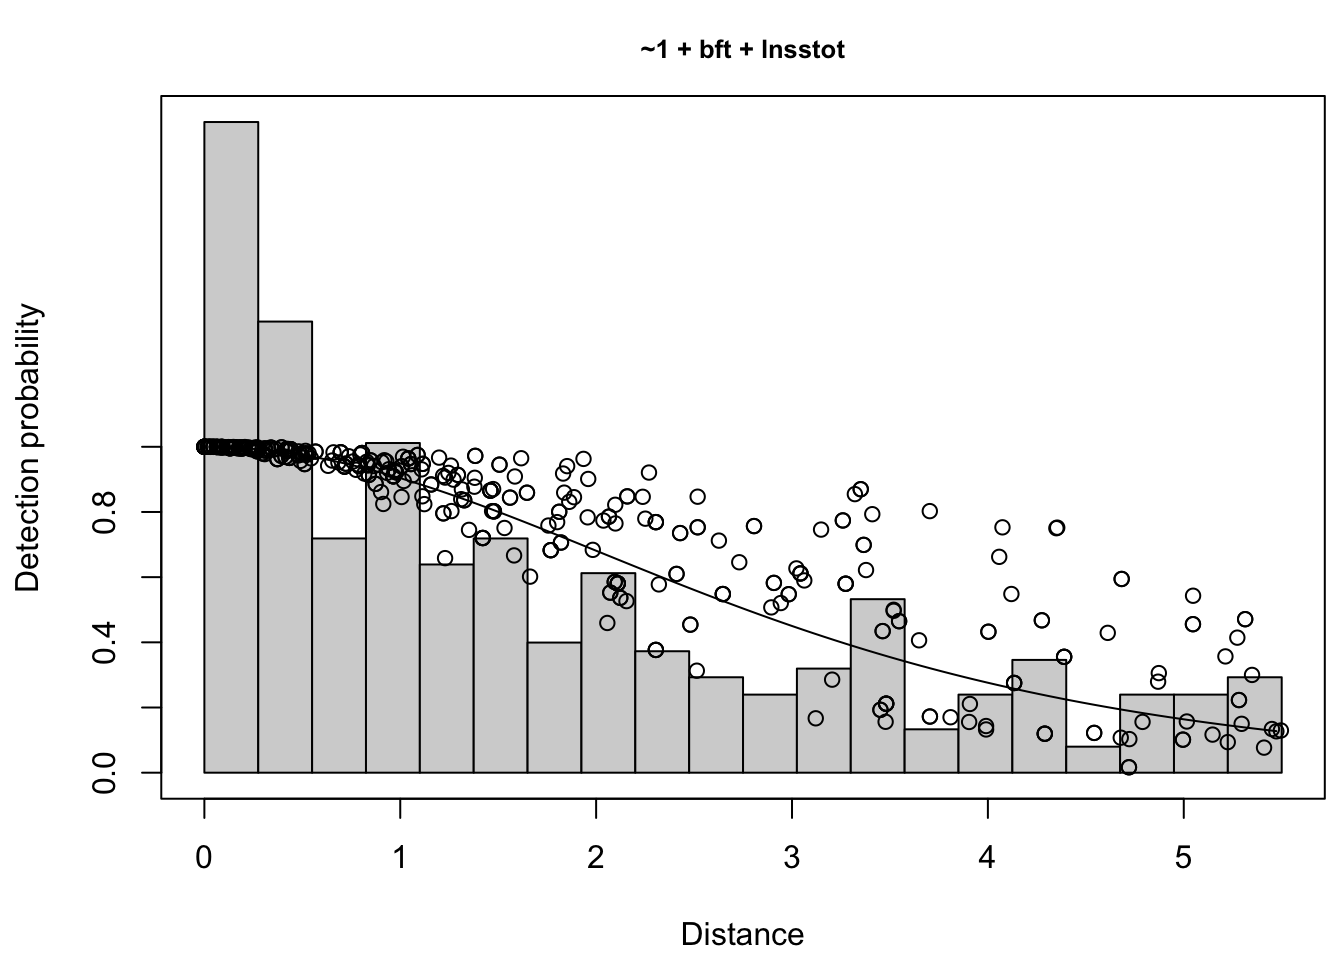 ~1 + bft + lnsstot
Detection probability
0.8
0.4
0.0
0 1 2 3 4 5
Distance